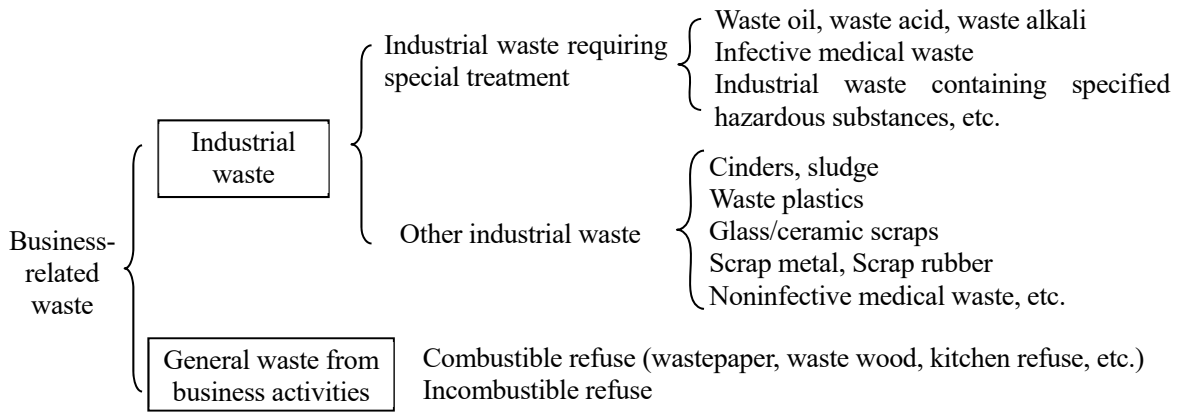 Business-
related
waste
Industrial
waste
Industrial waste requiring
special treatment
Waste oil, waste acid, waste alkali
Infective medical waste
Industrial waste containing specified
hazardous substances, etc.
Other industrial waste
Cinders, sludge
Waste plastics
Glass/ceramic scraps
Scrap metal, Scrap rubber
Noninfective medical waste, etc.
General waste from
business activities
Combustible refuse (wastepaper, waste wood, kitchen refuse, etc.)
Incombustible refuse